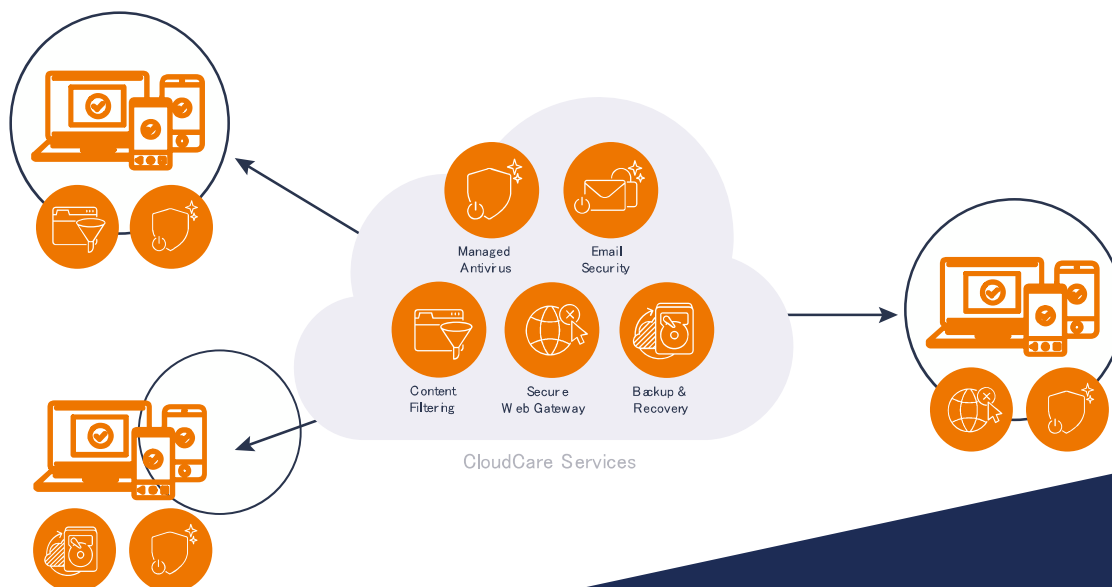 Managed
Antivirus
Email
Security
Content
Filtering
Secure
Web Gateway
Backup &
Recovery
CloudCare Services